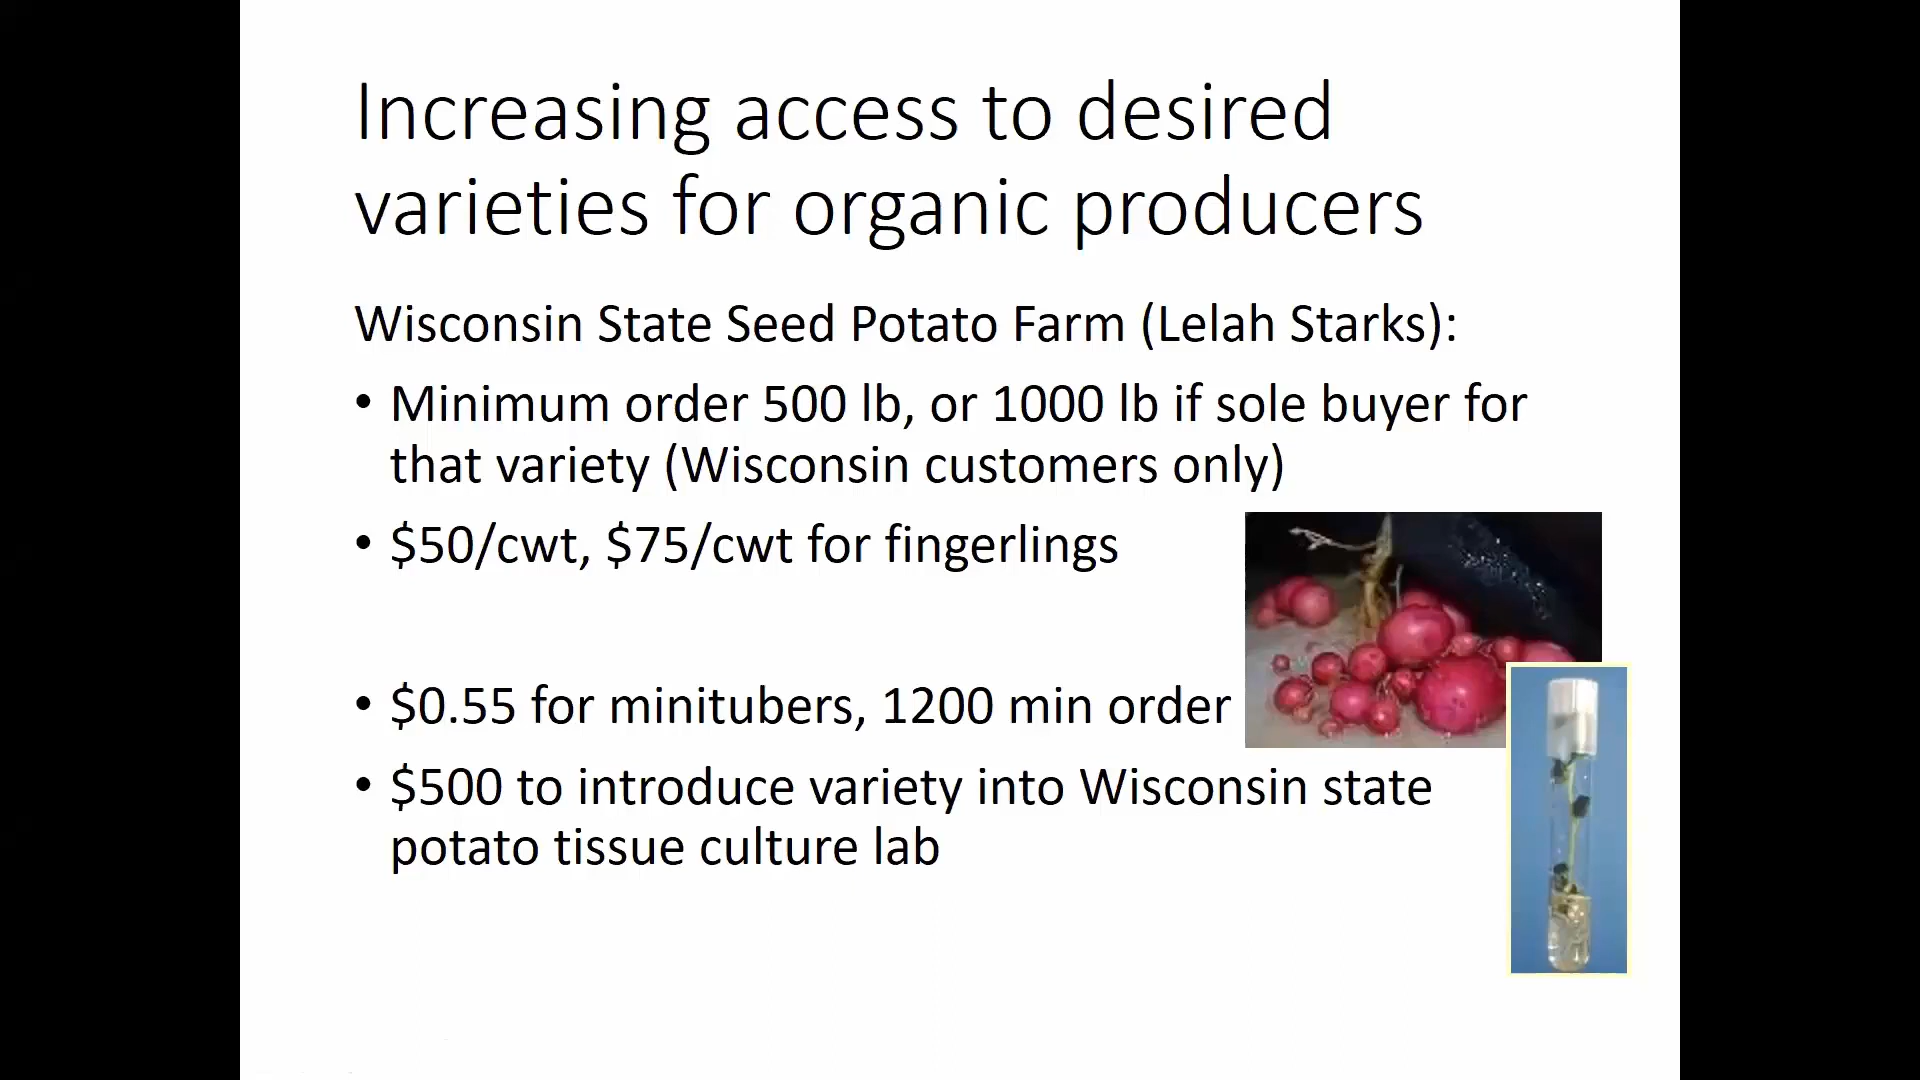 Increasing access to desired
varieties for organic producers
Wisconsin State Seed Potato Farm (Lelah Starks):
• Minimum order 500 lb, or 1000 lb if sole buyer for
that variety (Wisconsin customers only)
• $50/cwt, $75/cwt for fingerlings
• $0.55 for minitubers, 1200 min order
• $500 to introduce variety into Wisconsin state
potato tissue culture lab